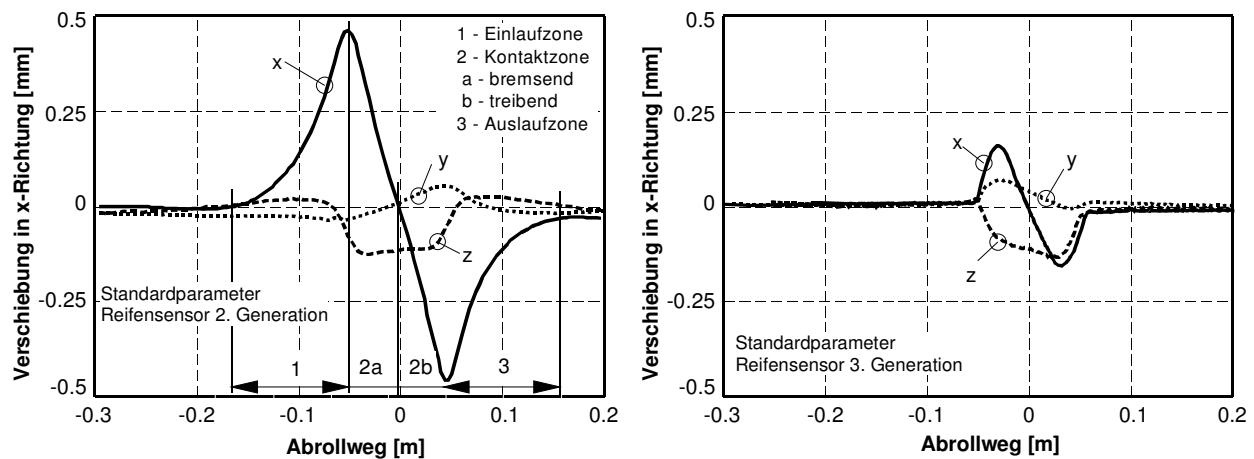 Verschiebung in x-Richtung [mm]
0.5
0.25
0
-0.25
-0.5
x
y
z
1 - Einlaufzone
2 - Kontaktzone
a - bremsend
b - treibend
3 - Auslaufzone
Standardparameter
Reifensensor 2. Generation
1 2a 2b 3
-0.3 -0.2 -0.1 0 0.1 0.2
Abrollweg [m]
Verschiebung in x-Richtung [mm]
0.5
0.25
0
-0.25
-0.5
x
y
z
Standardparameter
Reifensensor 3. Generation
-0.3 -0.2 -0.1 0 0.1 0.2
Abrollweg [m]